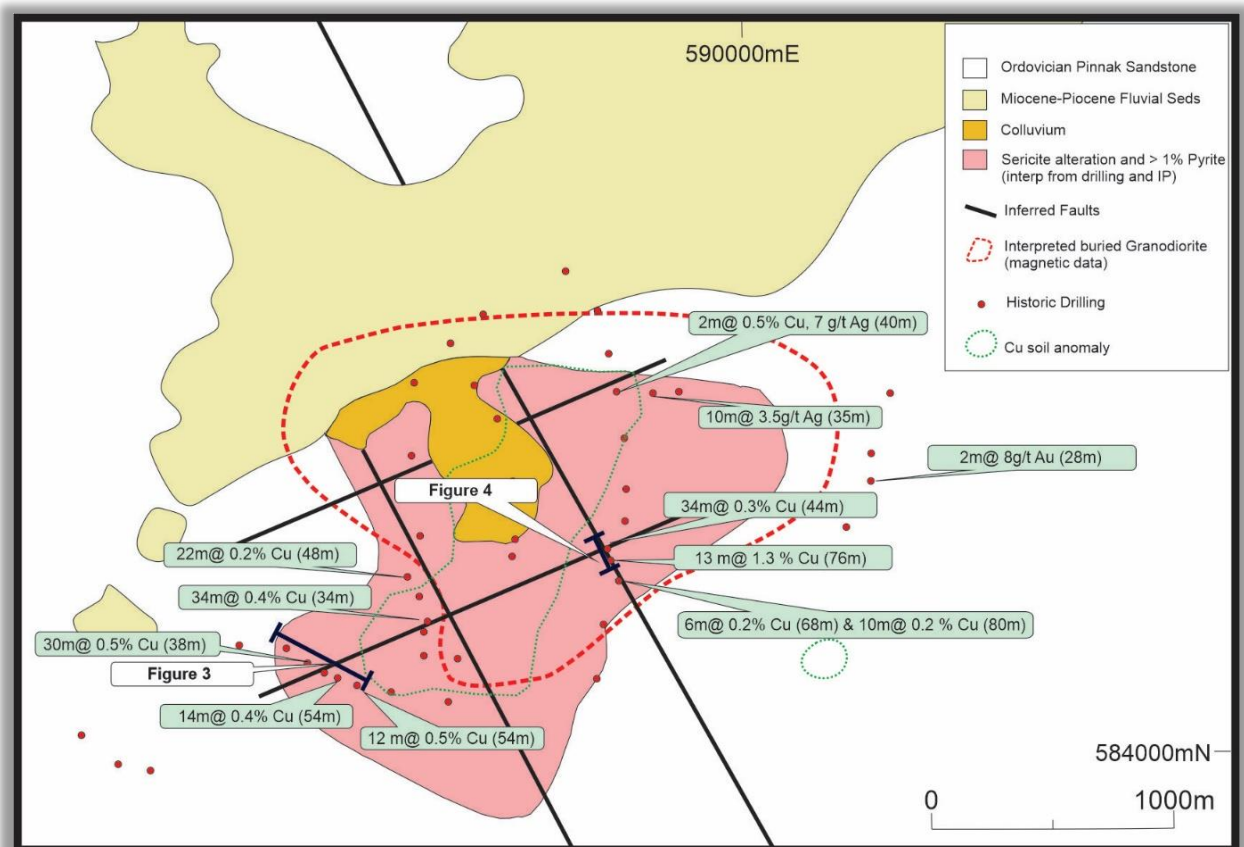 590000mE
Ordovician Pinnak Sandstone
Miocene-Piocene Fluvial Seds
Colluvium
Sericite alteration and > 1% Pyrite
(interp from drilling and IP)
Inferred Faults
Interpreted buried Granodiorite
(magnetic data)
Historic Drilling
Cu soil anomaly
2m@ 0.5% Cu, 7 g/t Ag (40m)
10m@ 3.5g/t Ag (35m)
2m@ 8g/t Au (28m)
Figure 4
34m@ 0.3% Cu (44m)
22m@ 0.2% Cu (48m)
13 m@ 1.3 % Cu (76m)
34m@ 0.4% Cu (34m)
6m@ 0.2% Cu (68m) & 10m@ 0.2 % Cu (80m)
30m@ 0.5% Cu (38m)
Figure 3
14m@ 0.4% Cu (54m)
12 m@ 0.5% Cu (54m)
584000mN
0
1000m